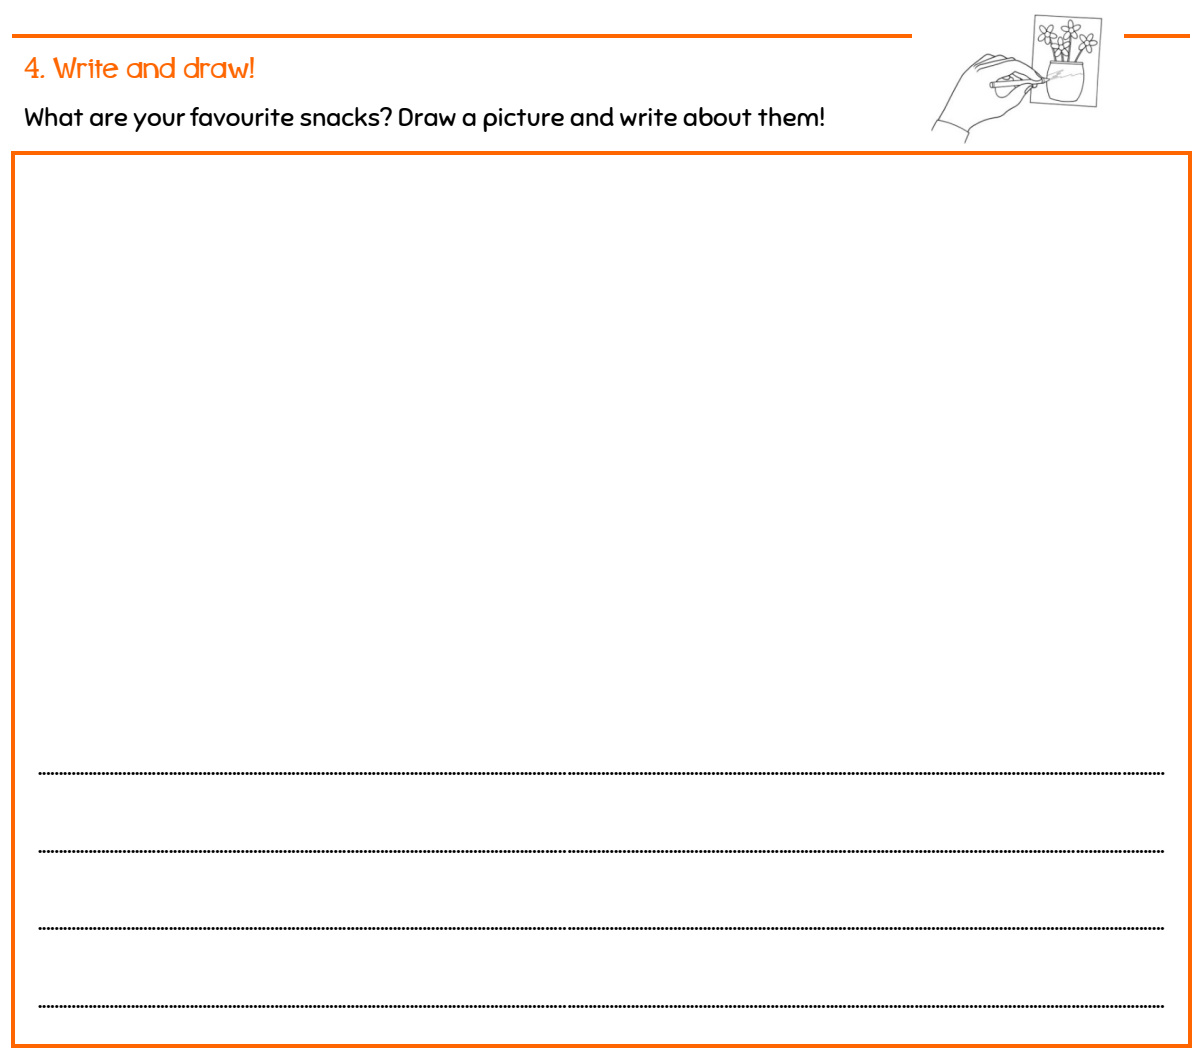 4. Write and draw!
What are your favourite snacks? Draw a picture and write about them!